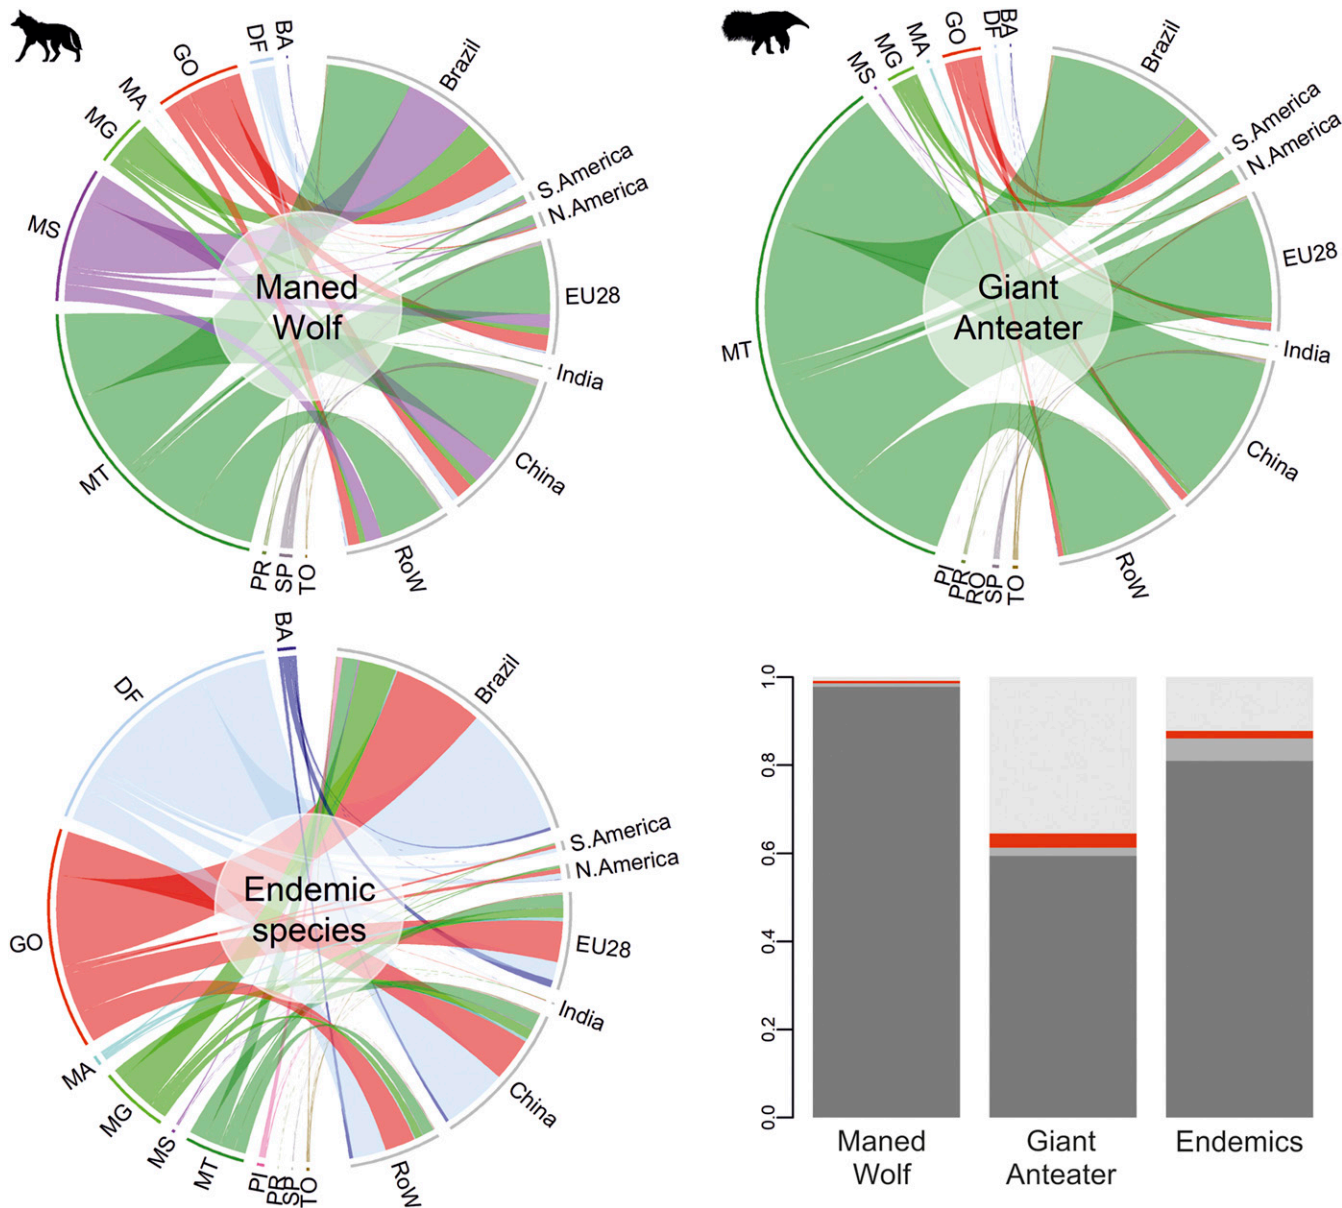 BA
DF
GO
MA
MG
MS
MT
PR
SP
TO
RoW
China
India
EU28
N.America
S.America
Brazil
Maned
Wolf
BA
DF
GO
MA
MG
MS
MT
PI
PR
RO
SP
TO
RoW
China
India
EU28
N.America
S.America
Brazil
Giant
Anteater
BA
DF
GO
MA
MG
MS
MT
PI
PR
SP
TO
RoW
China
India
EU28
N.America
S.America
Brazil
Endemic
species
1.0
0.8
0.6
0.4
0.2
0.0
Maned
Wolf
Giant
Anteater
Endemics